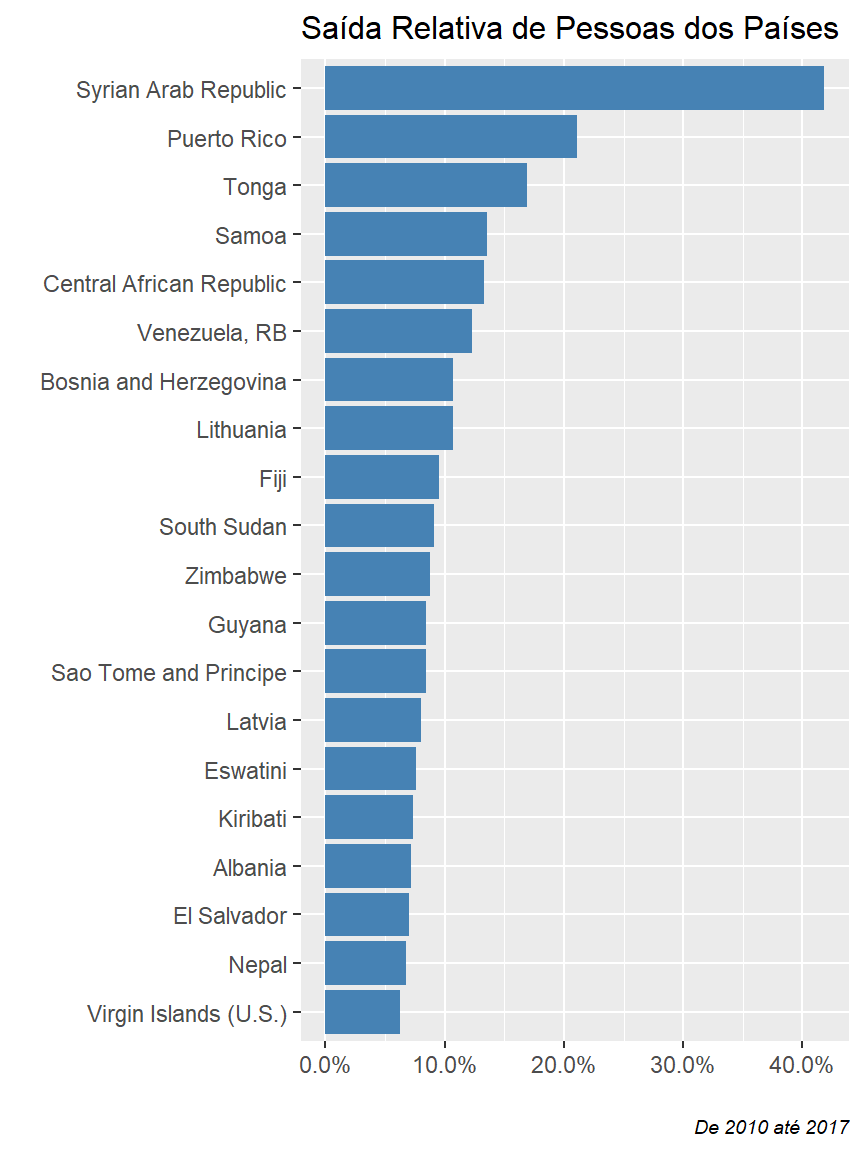 Saída Relativa de Pessoas dos Países
Syrian Arab Republic
Puerto Rico
Tonga
Samoa
Central African Republic
Venezuela, RB
Bosnia and Herzegovina
Lithuania
Fiji
South Sudan
Zimbabwe
Guyana
Sao Tome and Principe
Latvia
Eswatini
Kiribati
Albania
El Salvador
Nepal
Virgin Islands (U.S.)
0.0% 10.0% 20.0% 30.0% 40.0%
De 2010 até 2017